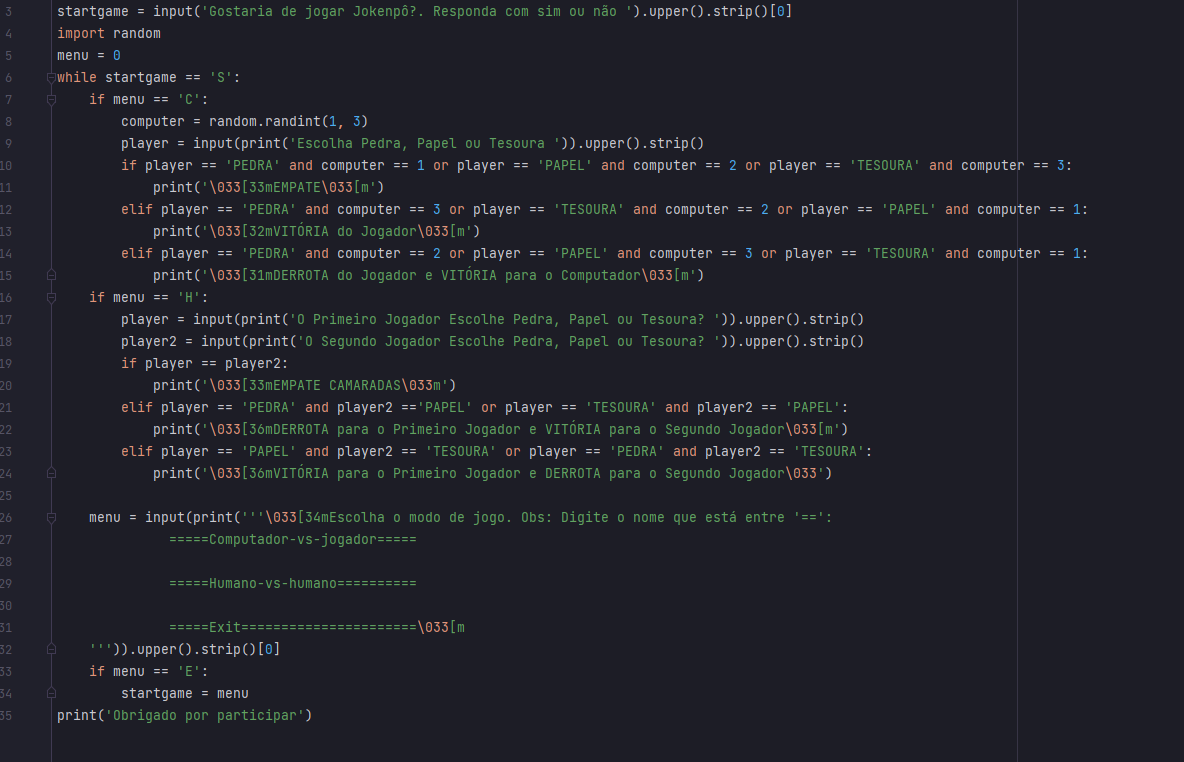 3 startgame = input('Gostaria de jogar Jokenpô?. Responda com sim ou não ').upper().strip()[0]
4 import random
5 menu = 0
6 while startgame == 'S':
7     if menu == 'C':
8         computer = random.randint(1, 3)
9         player = input(print('Escolha Pedra, Papel ou Tesoura ')).upper().strip()
10         if player == 'PEDRA' and computer == 1 or player == 'PAPEL' and computer == 2 or player == 'TESOURA' and computer == 3:
11             print('\033[33mEMPATE\033[m')
12         elif player == 'PEDRA' and computer == 3 or player == 'TESOURA' and computer == 2 or player == 'PAPEL' and computer == 1:
13             print('\033[32mVITÓRIA do Jogador\033[m')
14         elif player == 'PEDRA' and computer == 2 or player == 'PAPEL' and computer == 3 or player == 'TESOURA' and computer == 1:
15             print('\033[31mDERROTA do Jogador e VITÓRIA para o Computador\033[m')
16     if menu == 'H':
17         player = input(print('O Primeiro Jogador Escolhe Pedra, Papel ou Tesoura? ')).upper().strip()
18         player2 = input(print('O Segundo Jogador Escolhe Pedra, Papel ou Tesoura? ')).upper().strip()
19         if player == player2:
20             print('\033[33mEMPATE CAMARADAS\033m')
21         elif player == 'PEDRA' and player2 =='PAPEL' or player == 'TESOURA' and player2 == 'PAPEL':
22             print('\033[36mDERROTA para o Primeiro Jogador e VITÓRIA para o Segundo Jogador\033[m')
23         elif player == 'PAPEL' and player2 == 'TESOURA' or player == 'PEDRA' and player2 == 'TESOURA':
24             print('\033[36mVITÓRIA para o Primeiro Jogador e DERROTA para o Segundo Jogador\033')
25
26     menu = input(print('''\033[34mEscolha o modo de jogo. Obs: Digite o nome que está entre '==':
27               =====Computador-vs-jogador=====
28
29               =====Humano-vs-humano==========
30
31               =====Exit======================\033[m
32     ''')).upper().strip()[0]
33     if menu == 'E':
34         startgame = menu
35 print('Obrigado por participar')